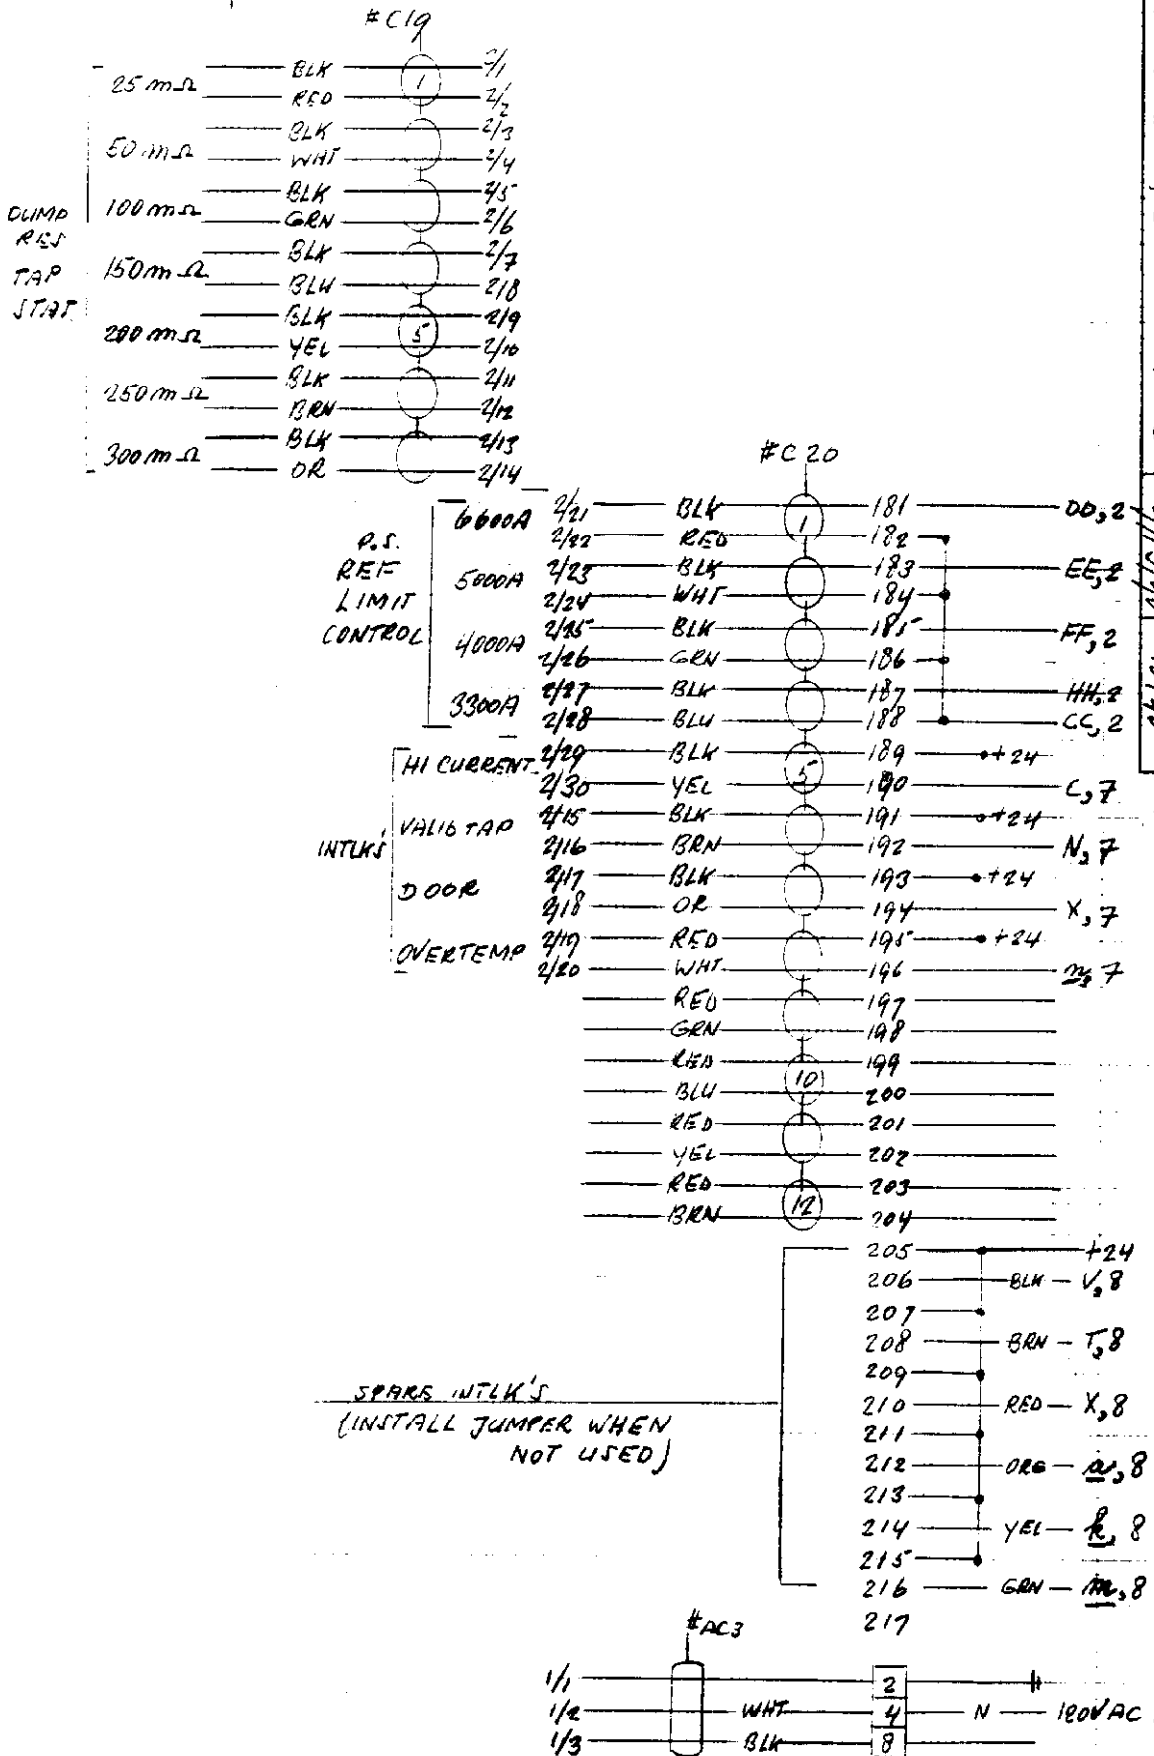 #C19
25 mΩ BLK 1 2/1
RED 2/2
50 mΩ BLK 2/3
WHT 2/4
100 mΩ BLK 2/5
GRN 2/6
150 mΩ BLK 2/7
BLU 2/8
200 mΩ BLK 5 2/9
YEL 2/10
250 mΩ BLK 2/11
BRN 2/12
300 mΩ BLK 2/13
OR 2/14
DUMP
RES
TAP
STAT
#C20
P.S.
REF
LIMIT
CONTROL
6600A 2/21 BLK 1 181 DD,2
2/22 RED 182
5000A 2/23 BLK 183 EE,2
2/24 WHT 184
4000A 2/25 BLK 185 FF,2
2/26 GRN 186
3300A 2/27 BLK 187 HH,2
2/28 BLU 188 CC,2
INTLK'S
HI CURRENT 2/29 BLK 5 189 +24
2/30 YEL 190 C,7
VALID TAP 2/15 BLK 191 +24
2/16 BRN 192 N,7
DOOR 2/17 BLK 193 +24
2/18 OR 194 X,7
OVERTEMP 2/19 RED 195 +24
2/20 WHT 196 n,7
RED 197
GRN 198
RED 10 199
BLU 200
RED 201
YEL 202
RED 12 203
BRN 204
205 +24
206 BLK V,8
207
208 BRN T,8
209
210 RED X,8
211
212 ORG a,8
213
214 YEL k,8
215
216 GRN m,8
217
SPARE INTLK'S
(INSTALL JUMPER WHEN
NOT USED)
#AC3
1/1 2
1/2 WHT 4 N 120VAC
1/3 BLK 8